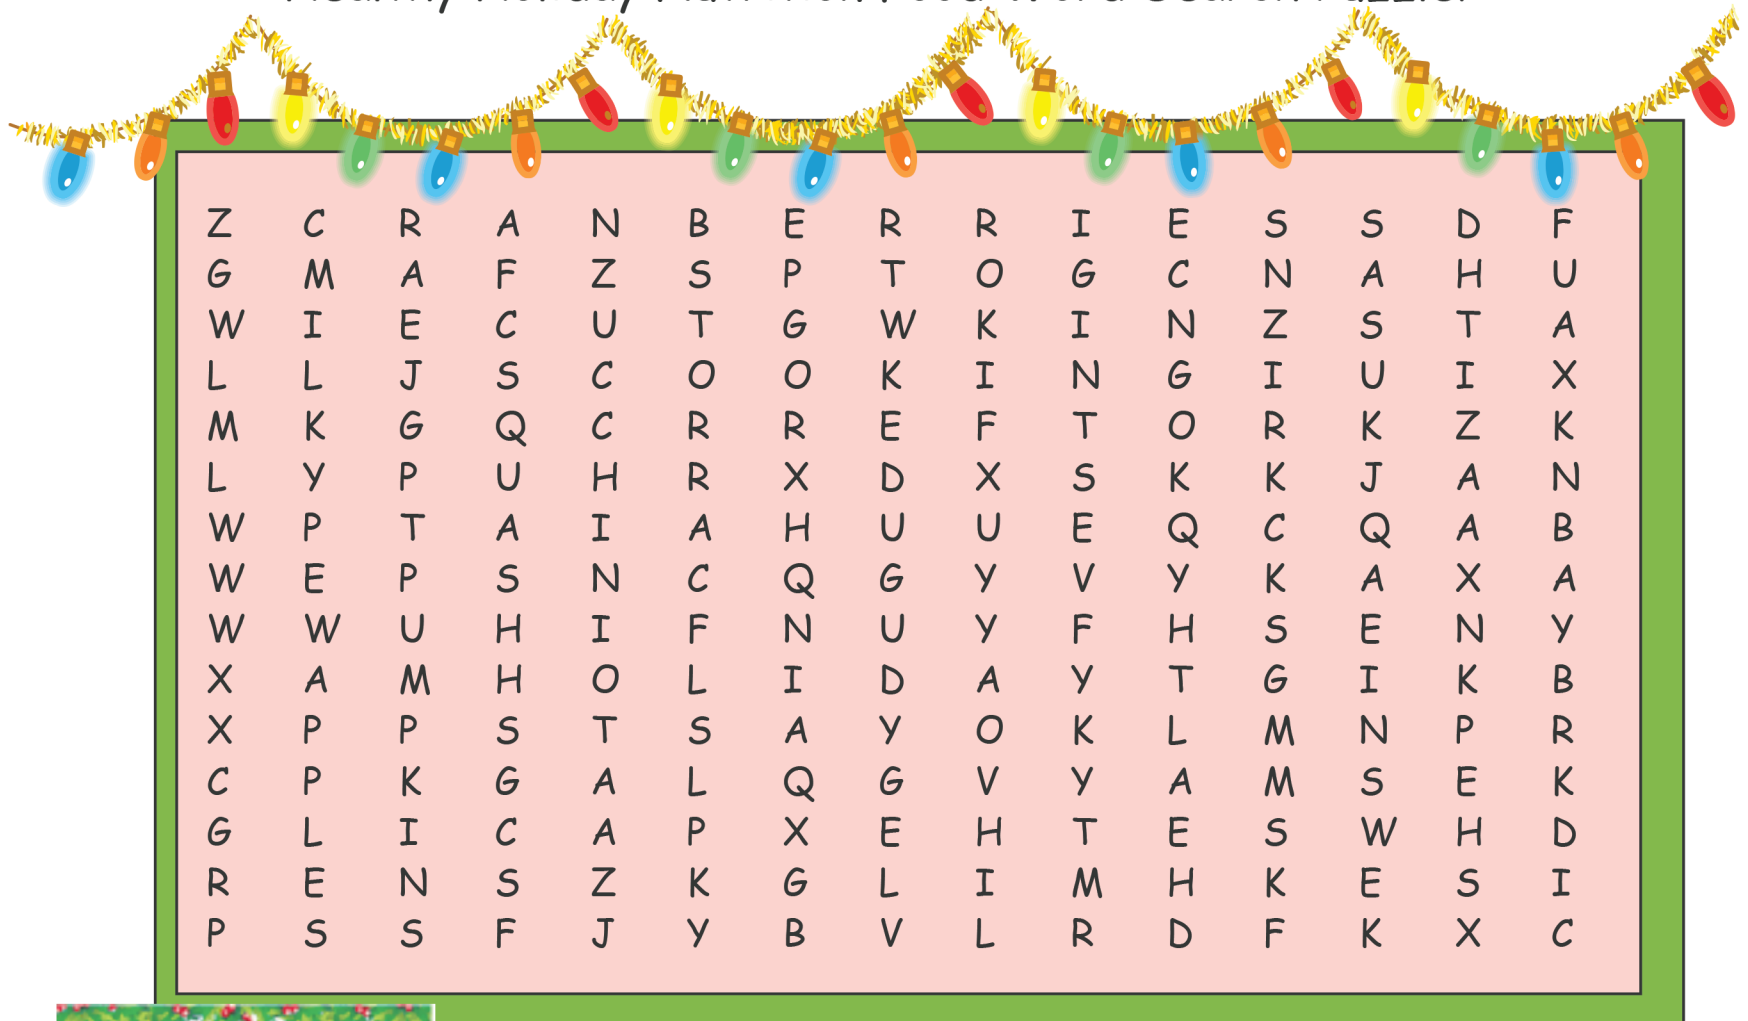 Z C R A N B E R R I E S S D F
G M A F Z S P T O G C N A H U
W I E C U T G W K I N Z S T A
L L J S C O O K I N G I U I X
M K G Q C R R E F T O R K Z K
L Y P U H R X D X S K K J A N
W P T A I A H U U E Q C Q A B
W E P S N C Q G Y V Y K A X A
W W U H I F N U Y F H S E N Y
X A M H O L I D A Y T G I K B
X P P S T S A Y O K L M N P R
C P K G A L Q G V Y A M S E K
G L I C A P X E H T E S W H D
R E N S Z K G L I M H K E S I
P S S F J Y B V L R D F K X C